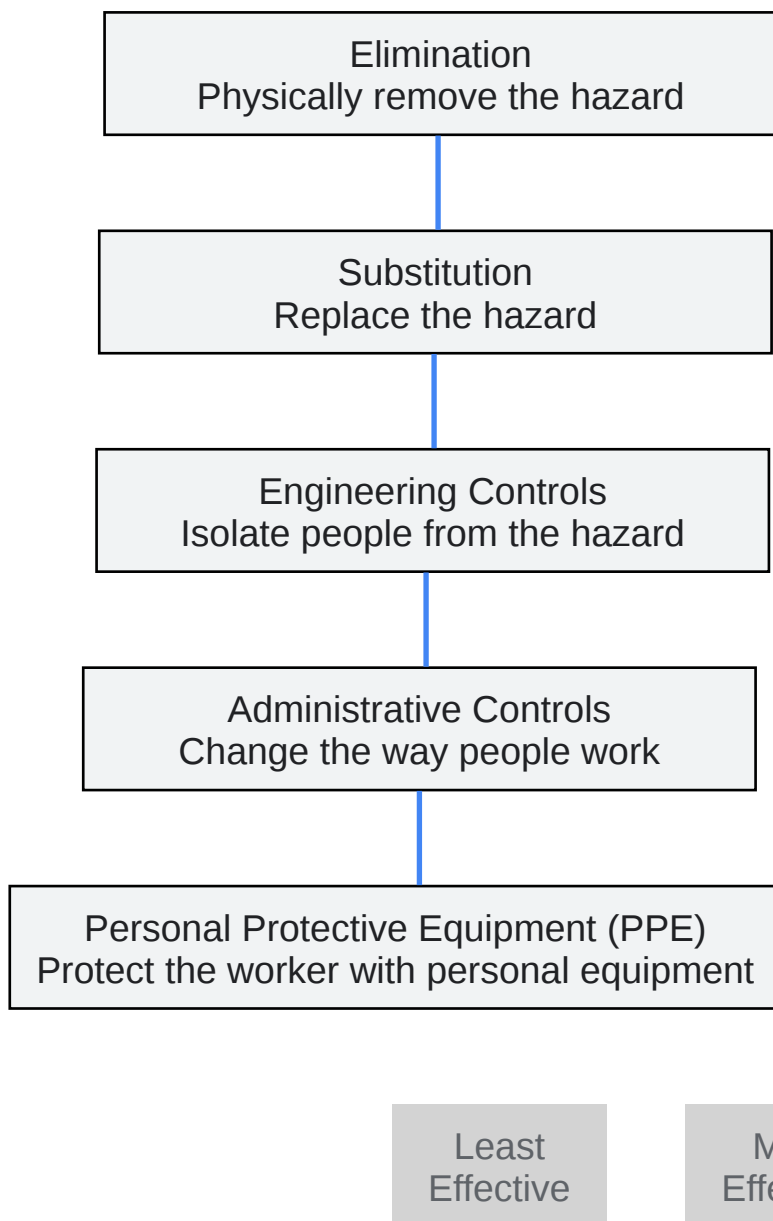 Elimination
Physically remove the hazard
Substitution
Replace the hazard
Engineering Controls
Isolate people from the hazard
Administrative Controls
Change the way people work
Personal Protective Equipment (PPE)
Protect the worker with personal equipment
Least
Effective